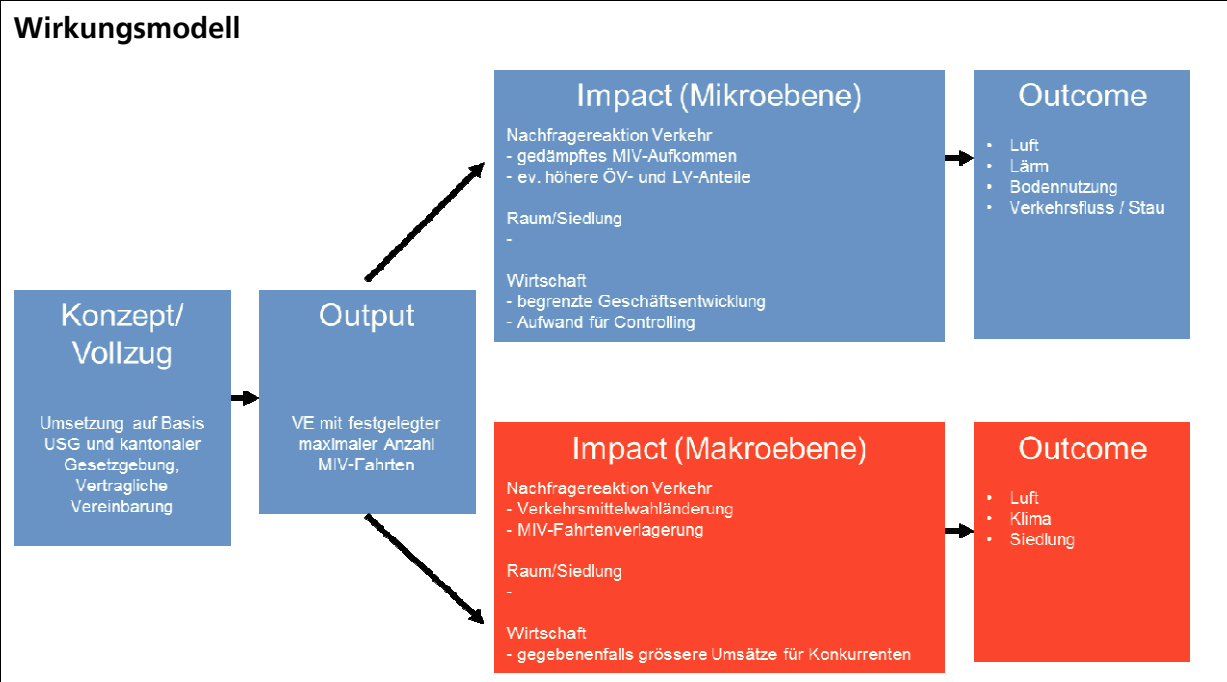 Wirkungsmodell
Konzept/
Vollzug
Umsetzung auf Basis
USG und kantonaler
Gesetzgebung,
Vertragliche
Vereinbarung
Output
VE mit festgelegter
maximaler Anzahl
MIV-Fahrten
Impact (Mikroebene)
Nachfragereaktion Verkehr
- gedämpftes MIV-Aufkommen
- ev. höhere ÖV- und LV-Anteile
Raum/Siedlung
-
Wirtschaft
- begrenzte Geschäftsentwicklung
- Aufwand für Controlling
Outcome
• Luft
• Lärm
• Bodennutzung
• Verkehrsfluss / Stau
Impact (Makroebene)
Nachfragereaktion Verkehr
- Verkehrsmittelwahländerung
- MIV-Fahrtenverlagerung
Raum/Siedlung
-
Wirtschaft
- gegebenenfalls grössere Umsätze für Konkurrenten
Outcome
• Luft
• Klima
• Siedlung